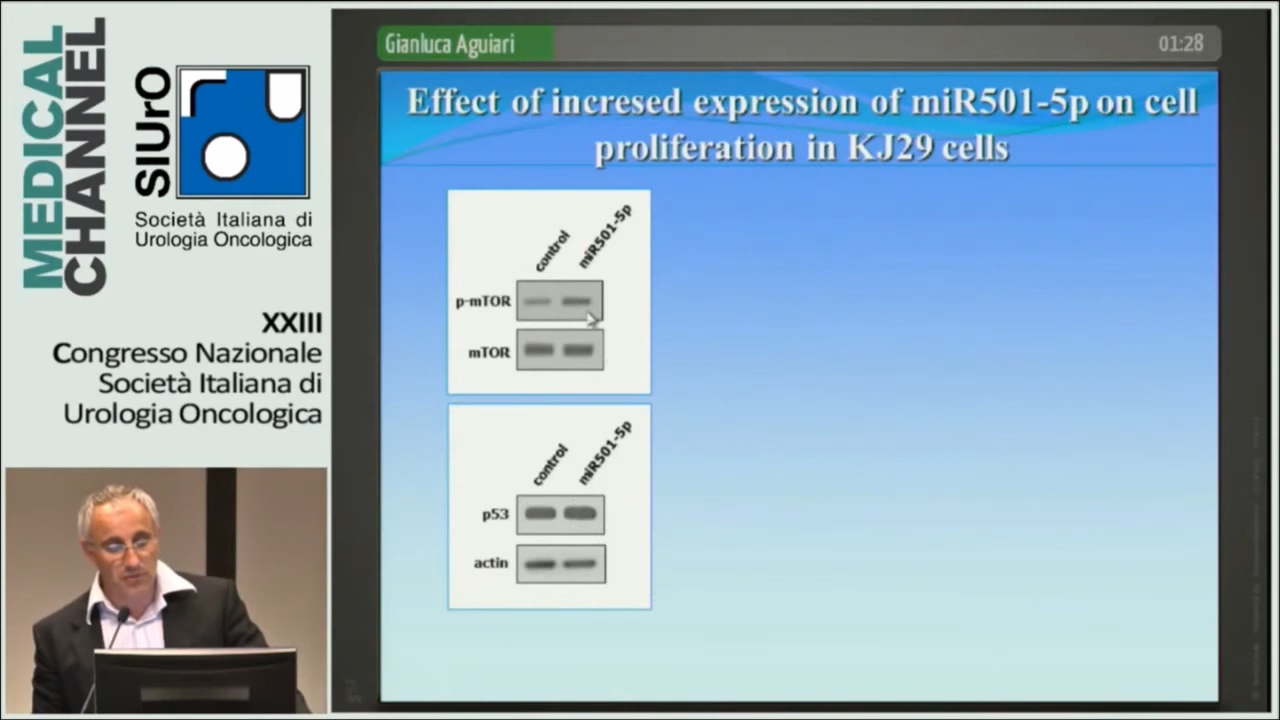 MEDICAL
CHANNEL
SIUrO
Società Italiana di
Urologia Oncologica
XXIII
Congresso Nazionale
Società Italiana di
Urologia Oncologica
Gianluca Aguiari
01:28
Effect of incresed expression of miR501-5p on cell
proliferation in KJ29 cells
control
miR501-5p
p-mTOR
mTOR
control
miR501-5p
p53
actin